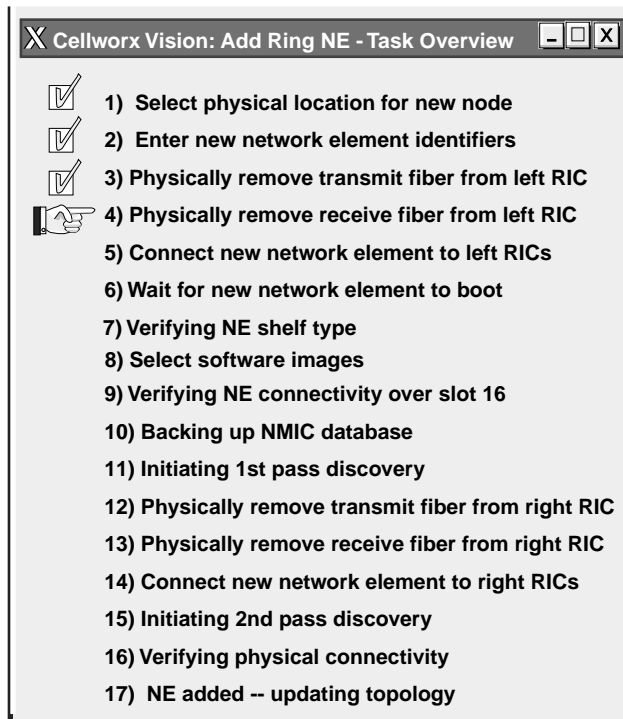 X Cellworx Vision: Add Ring NE - Task Overview - X
1) Select physical location for new node
2) Enter new network element identifiers
3) Physically remove transmit fiber from left RIC
4) Physically remove receive fiber from left RIC
5) Connect new network element to left RICs
6) Wait for new network element to boot
7) Verifying NE shelf type
8) Select software images
9) Verifying NE connectivity over slot 16
10) Backing up NMIC database
11) Initiating 1st pass discovery
12) Physically remove transmit fiber from right RIC
13) Physically remove receive fiber from right RIC
14) Connect new network element to right RICs
15) Initiating 2nd pass discovery
16) Verifying physical connectivity
17) NE added -- updating topology